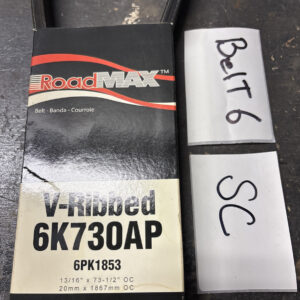 RoadMAX™
Belt · Banda · Courroie
V-Ribbed
6K730AP
6PK1853
13/16" x 73-1/2" OC
20mm x 1867mm OC
BelT 6
SC